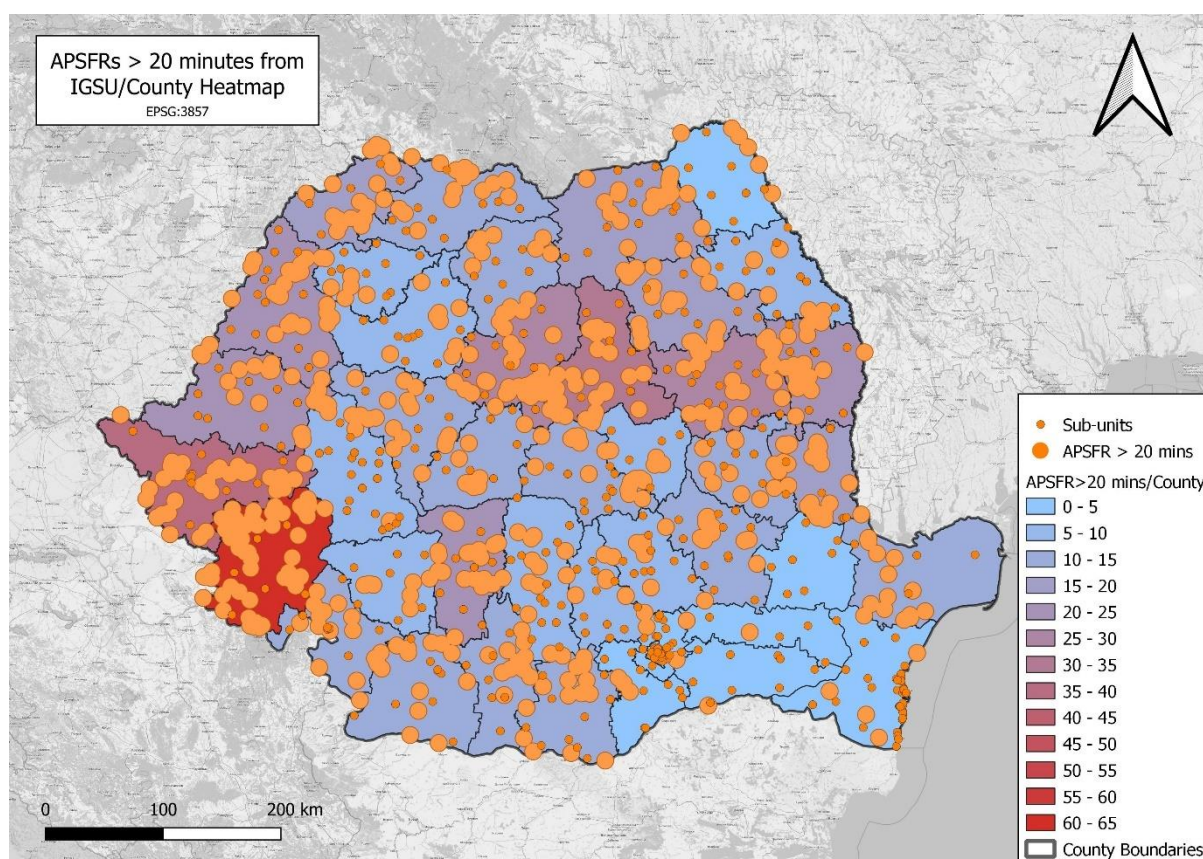 APSFRs > 20 minutes from
IGSU/County Heatmap
EPSG:3857
Sub-units
APSFR > 20 mins
APSFR>20 mins/County
0 - 5
5 - 10
10 - 15
15 - 20
20 - 25
25 - 30
30 - 35
35 - 40
40 - 45
45 - 50
50 - 55
55 - 60
60 - 65
County Boundaries
0 100 200 km